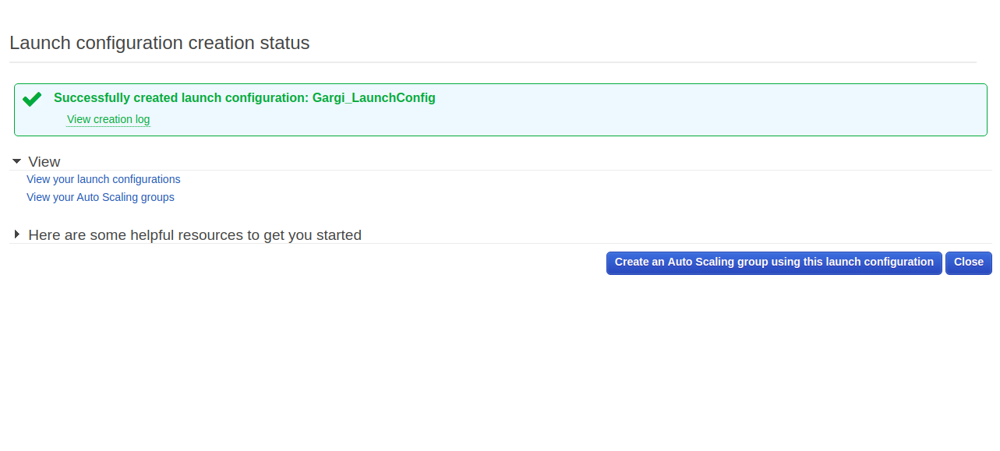 Launch configuration creation status
Successfully created launch configuration: Gargi_LaunchConfig
View creation log
View
View your launch configurations
View your Auto Scaling groups
Here are some helpful resources to get you started
Create an Auto Scaling group using this launch configuration Close